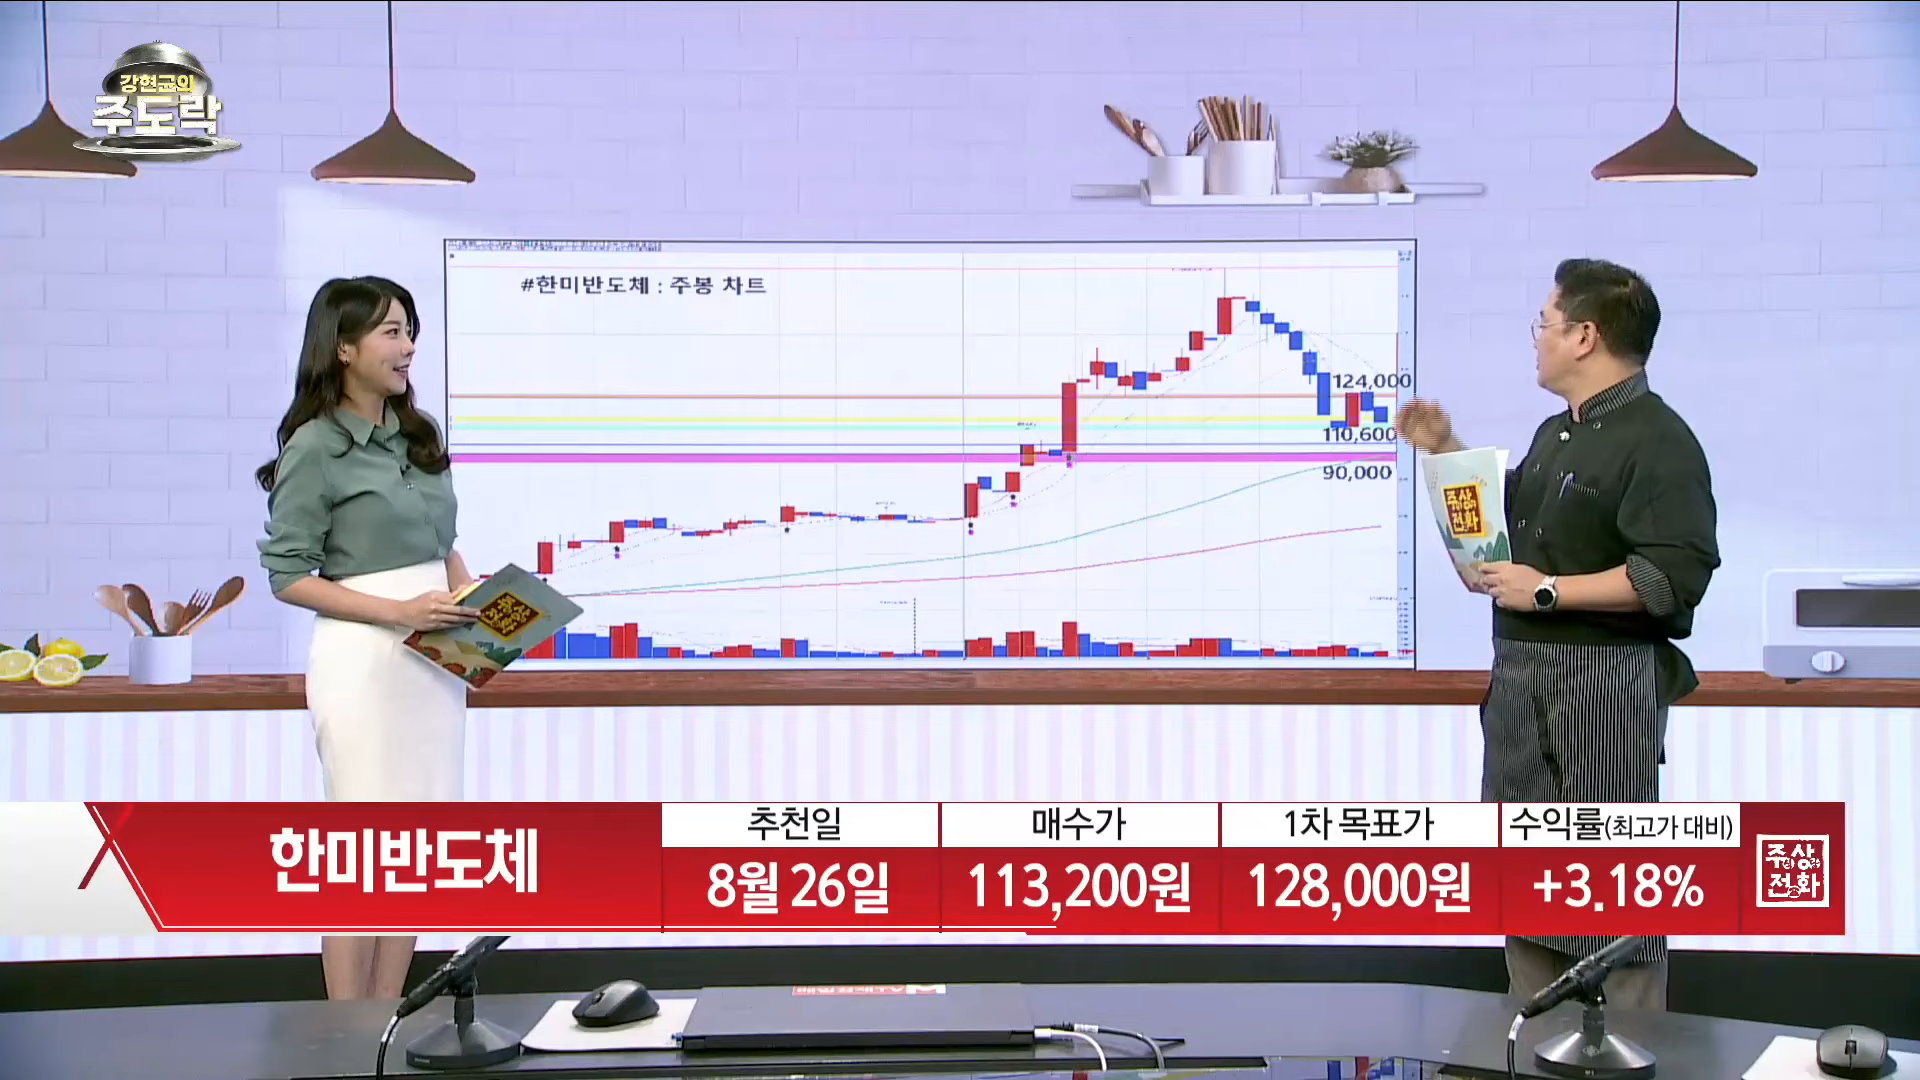 강현균의
주도락
#한미반도체 : 주봉 차트
124,000
110,600
90,000
주상
전화
한미반도체
추천일
8월 26일
매수가
113,200원
1차 목표가
128,000원
수익률(최고가 대비)
+3.18%
주상
전화